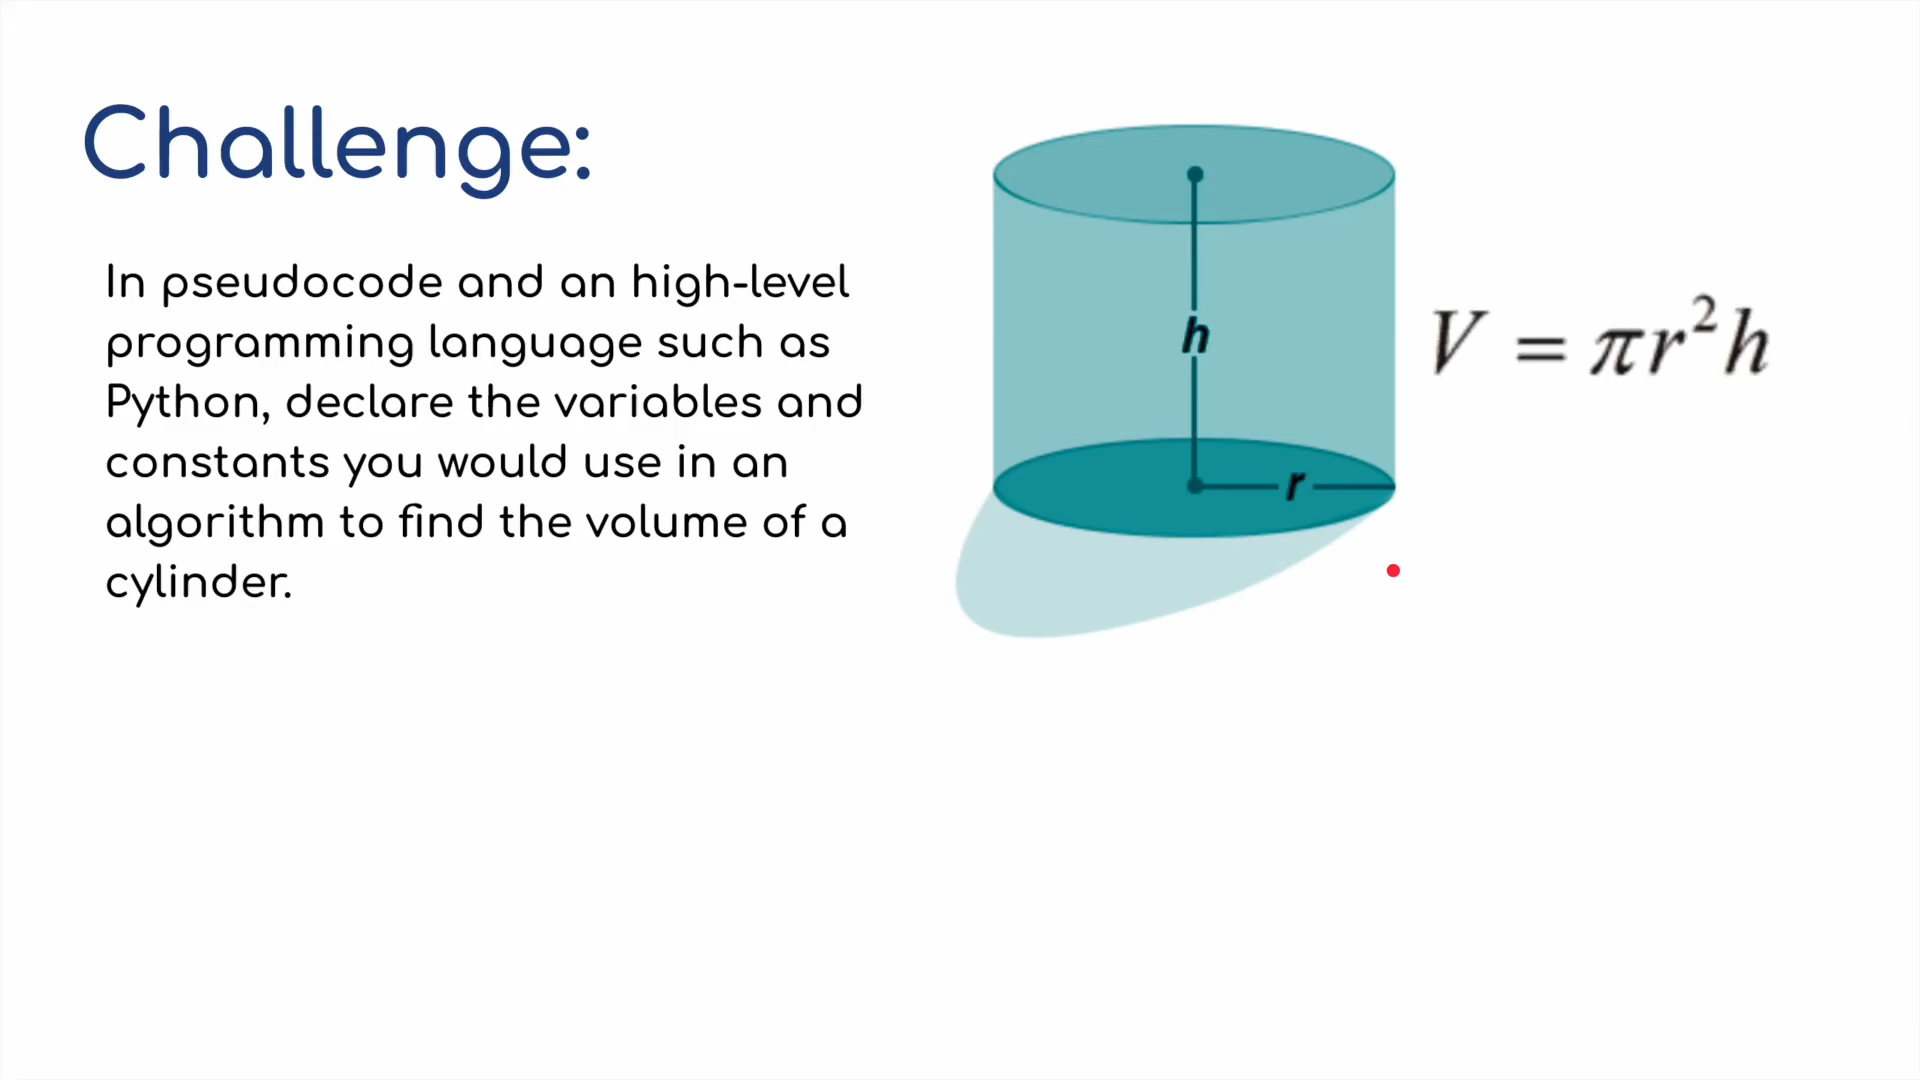 Challenge:
In pseudocode and an high-level
programming language such as
Python, declare the variables and
constants you would use in an
algorithm to find the volume of a
cylinder.
h
r
V = πr²h